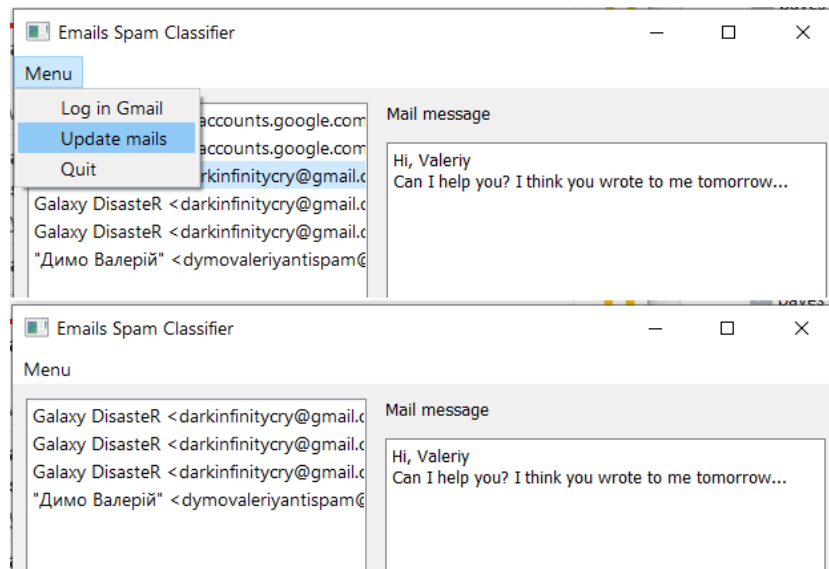 Emails Spam Classifier
Menu
Log in Gmail
Update mails
Quit
accounts.google.com
accounts.google.com
rkinfinitycry@gmail.c
Galaxy DisasteR <darkinfinitycry@gmail.c
Galaxy DisasteR <darkinfinitycry@gmail.c
"Димо Валерій" <dymovaleriyantispam@
Mail message
Hi, Valeriy
Can I help you? I think you wrote to me tomorrow...
Emails Spam Classifier
Menu
Galaxy DisasteR <darkinfinitycry@gmail.c
Galaxy DisasteR <darkinfinitycry@gmail.c
Galaxy DisasteR <darkinfinitycry@gmail.c
"Димо Валерій" <dymovaleriyantispam@
Mail message
Hi, Valeriy
Can I help you? I think you wrote to me tomorrow...